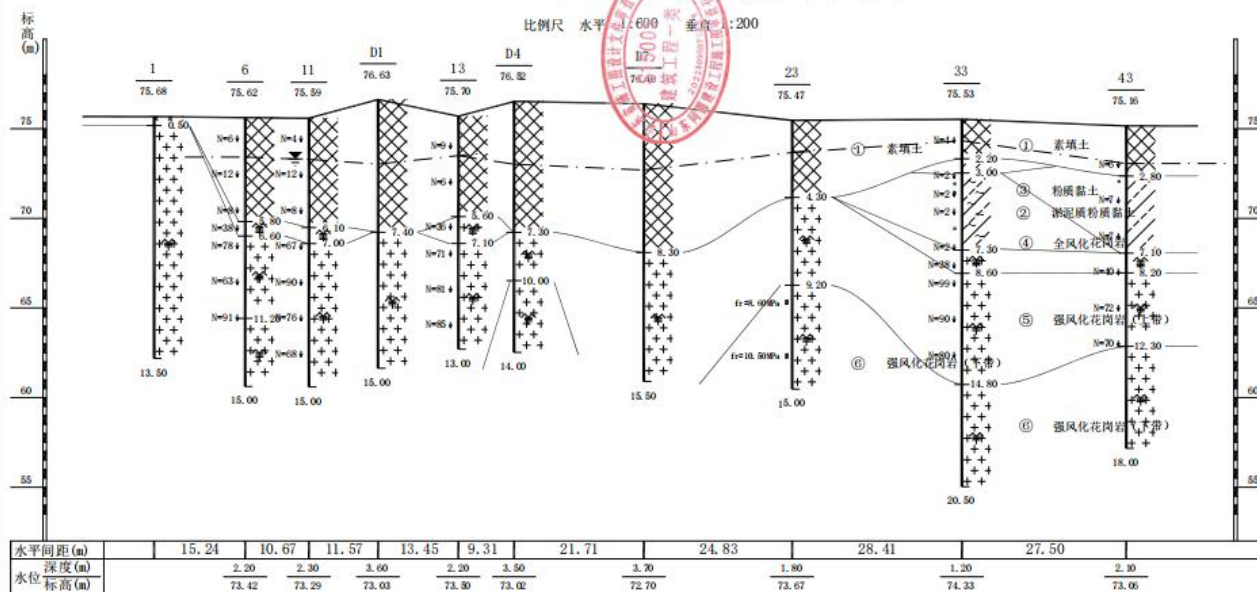 比例尺 水平 1:600 垂直 1:200
标高(m)
1 6 11 D1 13 D4 23 33 43
75.68 75.62 75.59 76.63 75.70 76.52 75.47 75.53 75.16
75 75
70 70
65 65
60 60
55 55
0.50
N=6 N=12 N=8 N=38 N=78 N=63 N=91
5.80
6.60
11.20
N=4 N=12 N=8 N=67 N=90 N=76 N=68
6.10
7.00
7.40
N=9 N=6 N=36 N=71 N=81 N=85
5.60
7.10
7.30
10.00
8.30
4.30
9.20
fr=8.60MPa
fr=10.50MPa
N=4 N=2 N=2 N=2 N=2 N=38 N=99 N=90 N=80
2.20
3.00
7.30
8.60
14.80
N=7 N=7 N=40 N=72 N=70
2.80
7.10
8.20
12.30
① 素填土 ① 素填土
③ 粉质黏土
② 淤泥质粉质黏土
④ 全风化花岗岩
⑤ 强风化花岗岩(上带)
⑥ 强风化花岗岩(下带)
⑥ 强风化花岗岩(下带)
13.50 15.00 15.00 15.00 13.00 14.00 15.50 15.00 20.50 18.00
水平间距(m) 15.24 10.67 11.57 13.45 9.31 21.71 24.83 28.41 27.50
水位 深度(m) 2.20 2.30 3.60 2.20 3.50 3.70 1.80 1.20 2.10
标高(m) 73.42 73.29 73.03 73.50 73.02 72.70 73.67 74.33 73.06
建筑工程一类